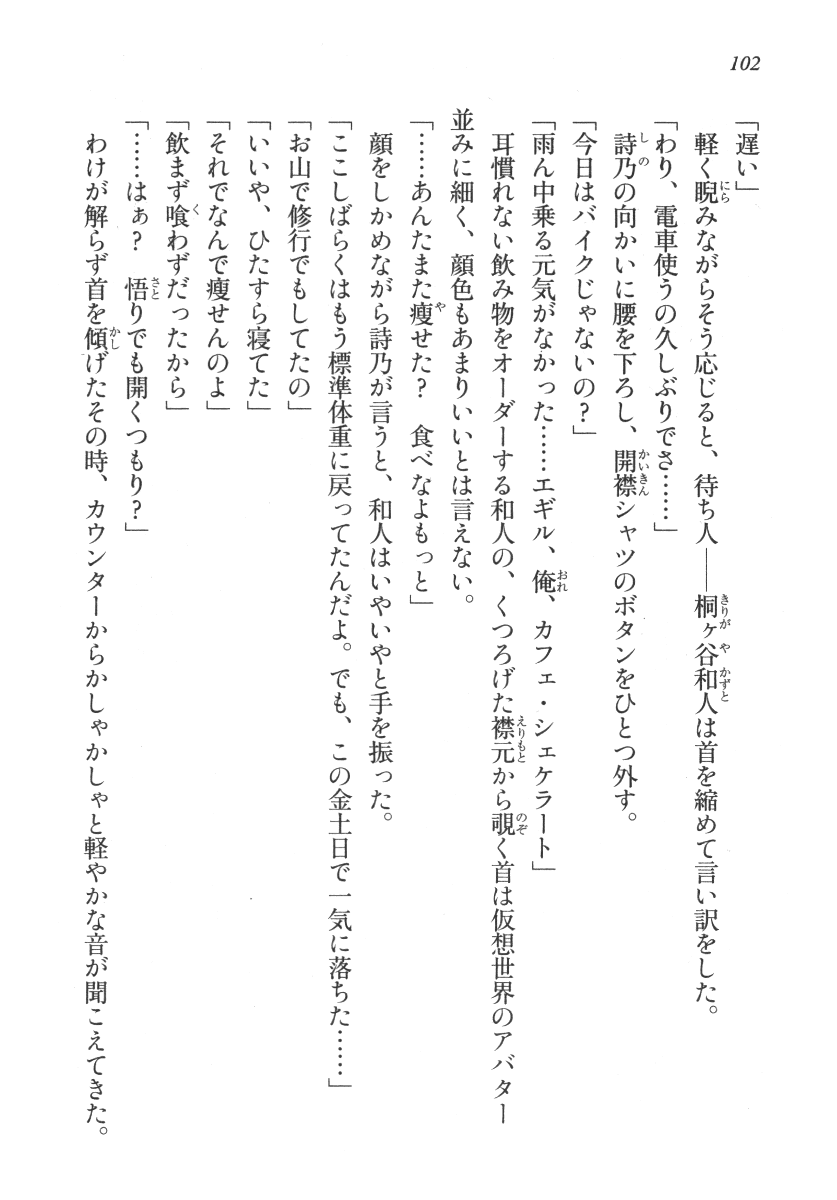 102
「遅い」
軽く睨みながらそう応じると、待ち人――桐ヶ谷和人は首を縮めて言い訳をした。
「わり、電車使うの久しぶりでさ……」
詩乃の向かいに腰を下ろし、開襟シャツのボタンをひとつ外す。
「今日はバイクじゃないの？」
「雨ん中乗る元気がなかった……エギル、俺、カフェ・シェケラート」
耳慣れない飲み物をオーダーする和人の、くつろげた襟元から覗く首は仮想世界のアバター
並みに細く、顔色もあまりいいとは言えない。
「……あんたまた痩せた？　食べなよもっと」
顔をしかめながら詩乃が言うと、和人はいやいやと手を振った。
「ここしばらくはもう標準体重に戻ってたんだよ。でも、この金土日で一気に落ちた……」
「お山で修行でもしてたの」
「いいや、ひたすら寝てた」
「それでなんで痩せんのよ」
「飲まず喰わずだったから」
「……はぁ？　悟りでも開くつもり？」
わけが解らず首を傾げたその時、カウンターからかしゃかしゃと軽やかな音が聞こえてきた。